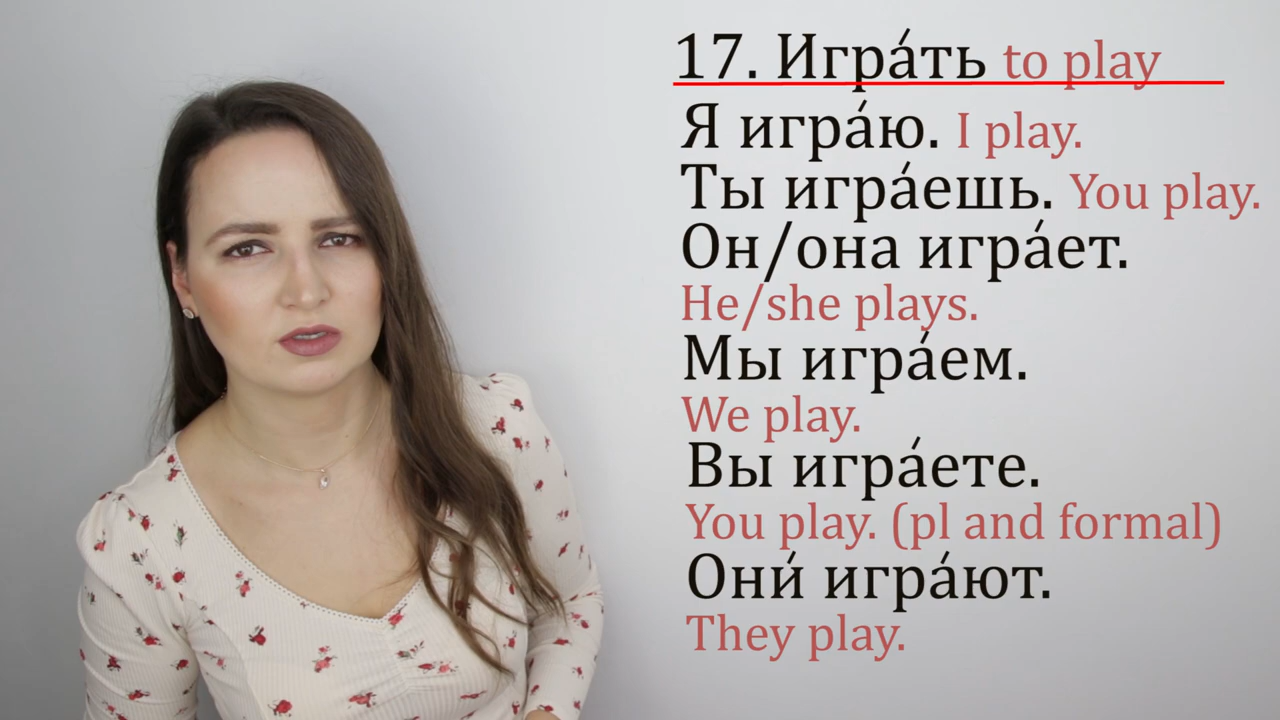 17. Игра́ть to play
Я игра́ю. I play.
Ты игра́ешь. You play.
Он/она игра́ет.
He/she plays.
Мы игра́ем.
We play.
Вы игра́ете.
You play. (pl and formal)
Они́ игра́ют.
They play.